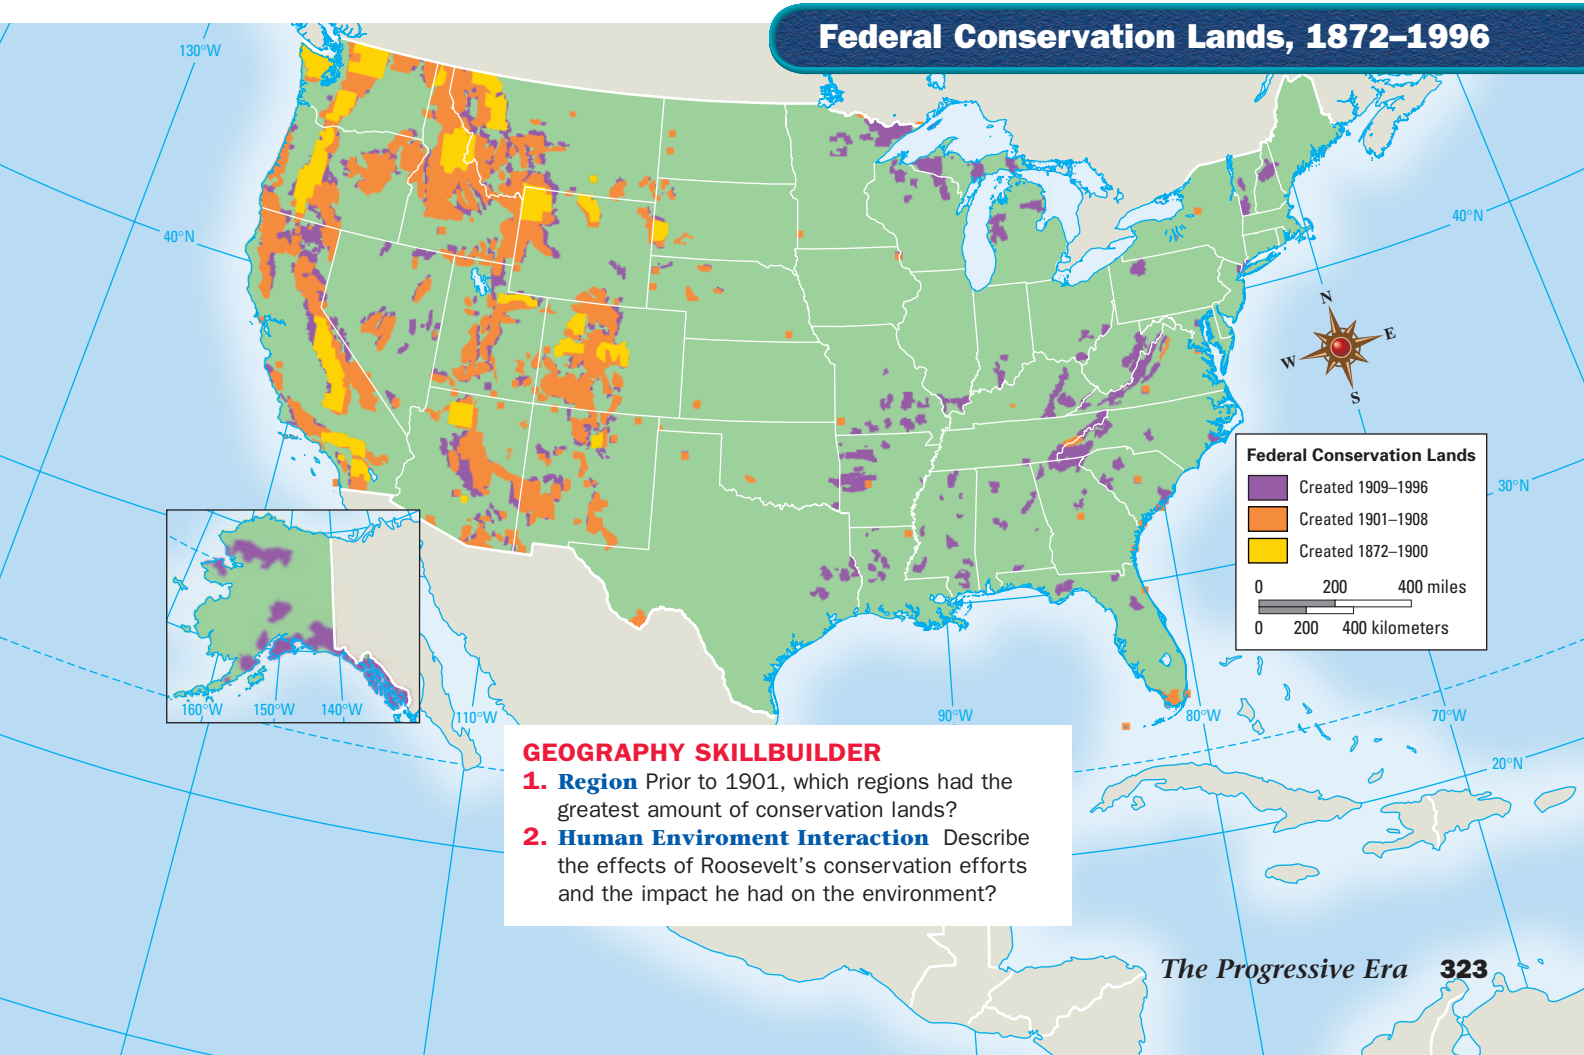 Federal Conservation Lands, 1872–1996
130°W
40°N
40°N
N
E
W
S
Federal Conservation Lands
Created 1909–1996
Created 1901–1908
Created 1872–1900
0 200 400 miles
0 200 400 kilometers
30°N
160°W 150°W 140°W
110°W
90°W
80°W
70°W
20°N
GEOGRAPHY SKILLBUILDER
1. Region Prior to 1901, which regions had the
greatest amount of conservation lands?
2. Human Enviroment Interaction Describe
the effects of Roosevelt's conservation efforts
and the impact he had on the environment?
The Progressive Era 323